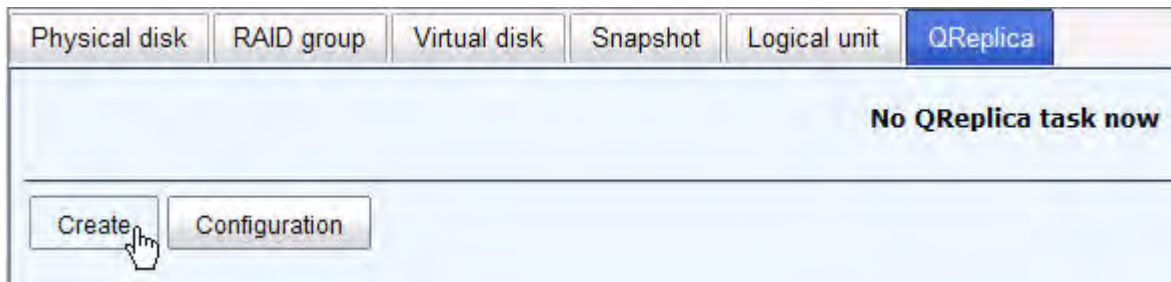 Physical disk RAID group Virtual disk Snapshot Logical unit QReplica
No QReplica task now
Create Configuration